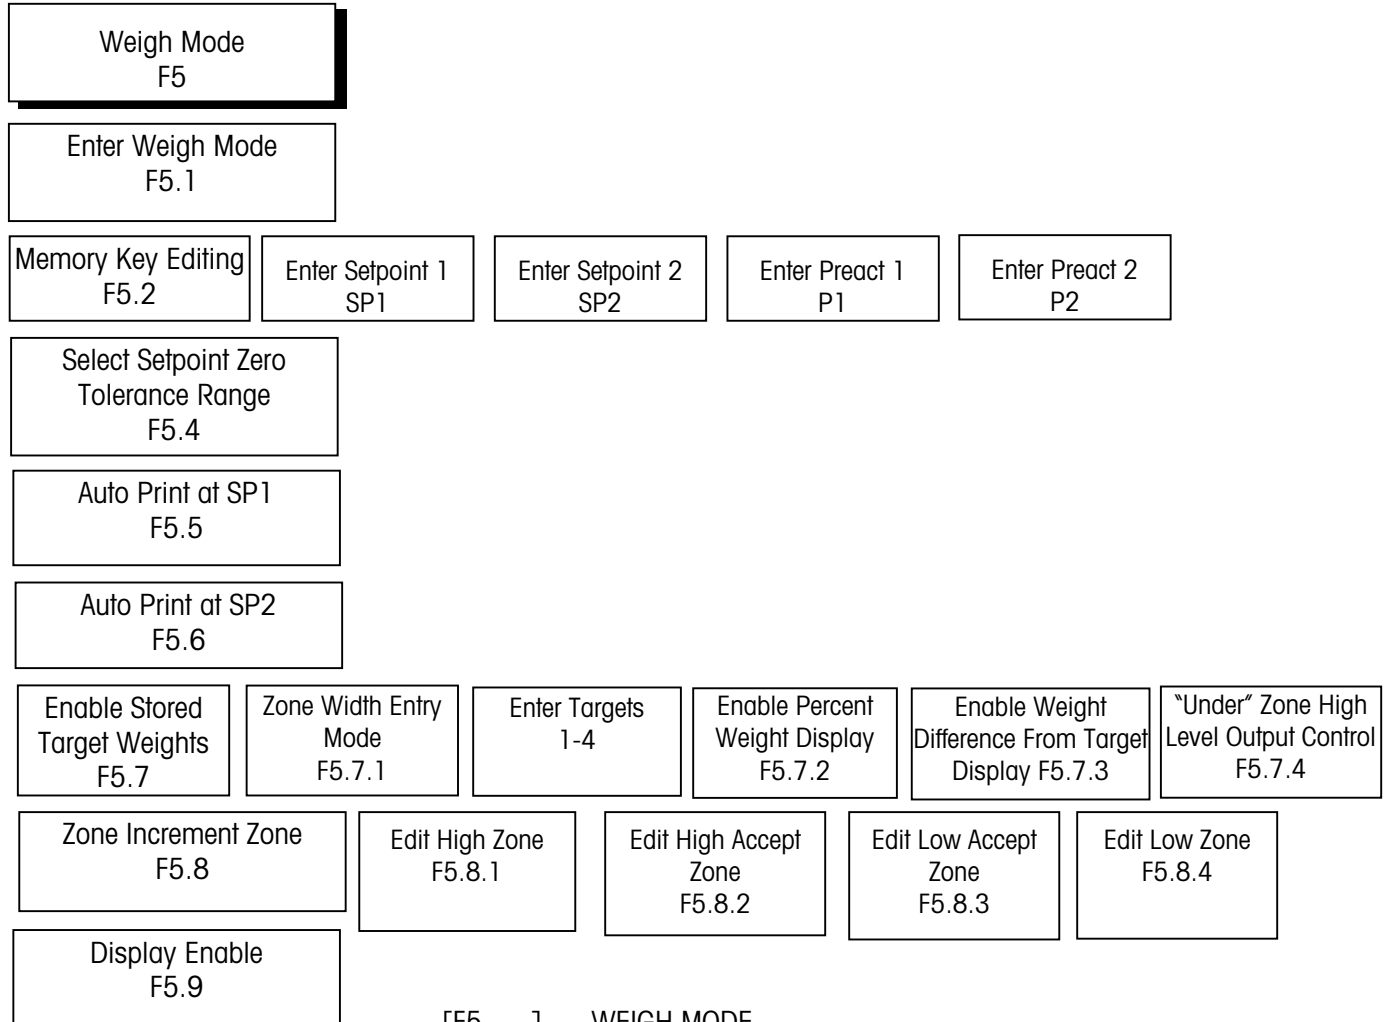 Weigh Mode
F5
Enter Weigh Mode
F5.1
Memory Key Editing
F5.2
Enter Setpoint 1
SP1
Enter Setpoint 2
SP2
Enter Preact 1
P1
Enter Preact 2
P2
Select Setpoint Zero
Tolerance Range
F5.4
Auto Print at SP1
F5.5
Auto Print at SP2
F5.6
Enable Stored
Target Weights
F5.7
Zone Width Entry
Mode
F5.7.1
Enter Targets
1-4
Enable Percent
Weight Display
F5.7.2
Enable Weight
Difference From Target
Display F5.7.3
“Under” Zone High
Level Output Control
F5.7.4
Zone Increment Zone
F5.8
Edit High Zone
F5.8.1
Edit High Accept
Zone
F5.8.2
Edit Low Accept
Zone
F5.8.3
Edit Low Zone
F5.8.4
Display Enable
F5.9
[F5 ] WEIGH MODE